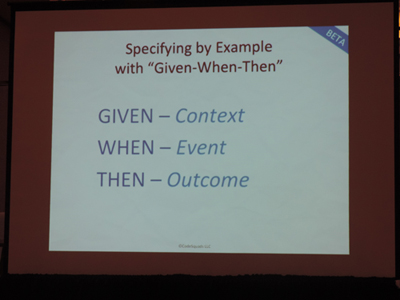 BETA
Specifying by Example
with “Given-When-Then”
GIVEN – Context
WHEN – Event
THEN – Outcome